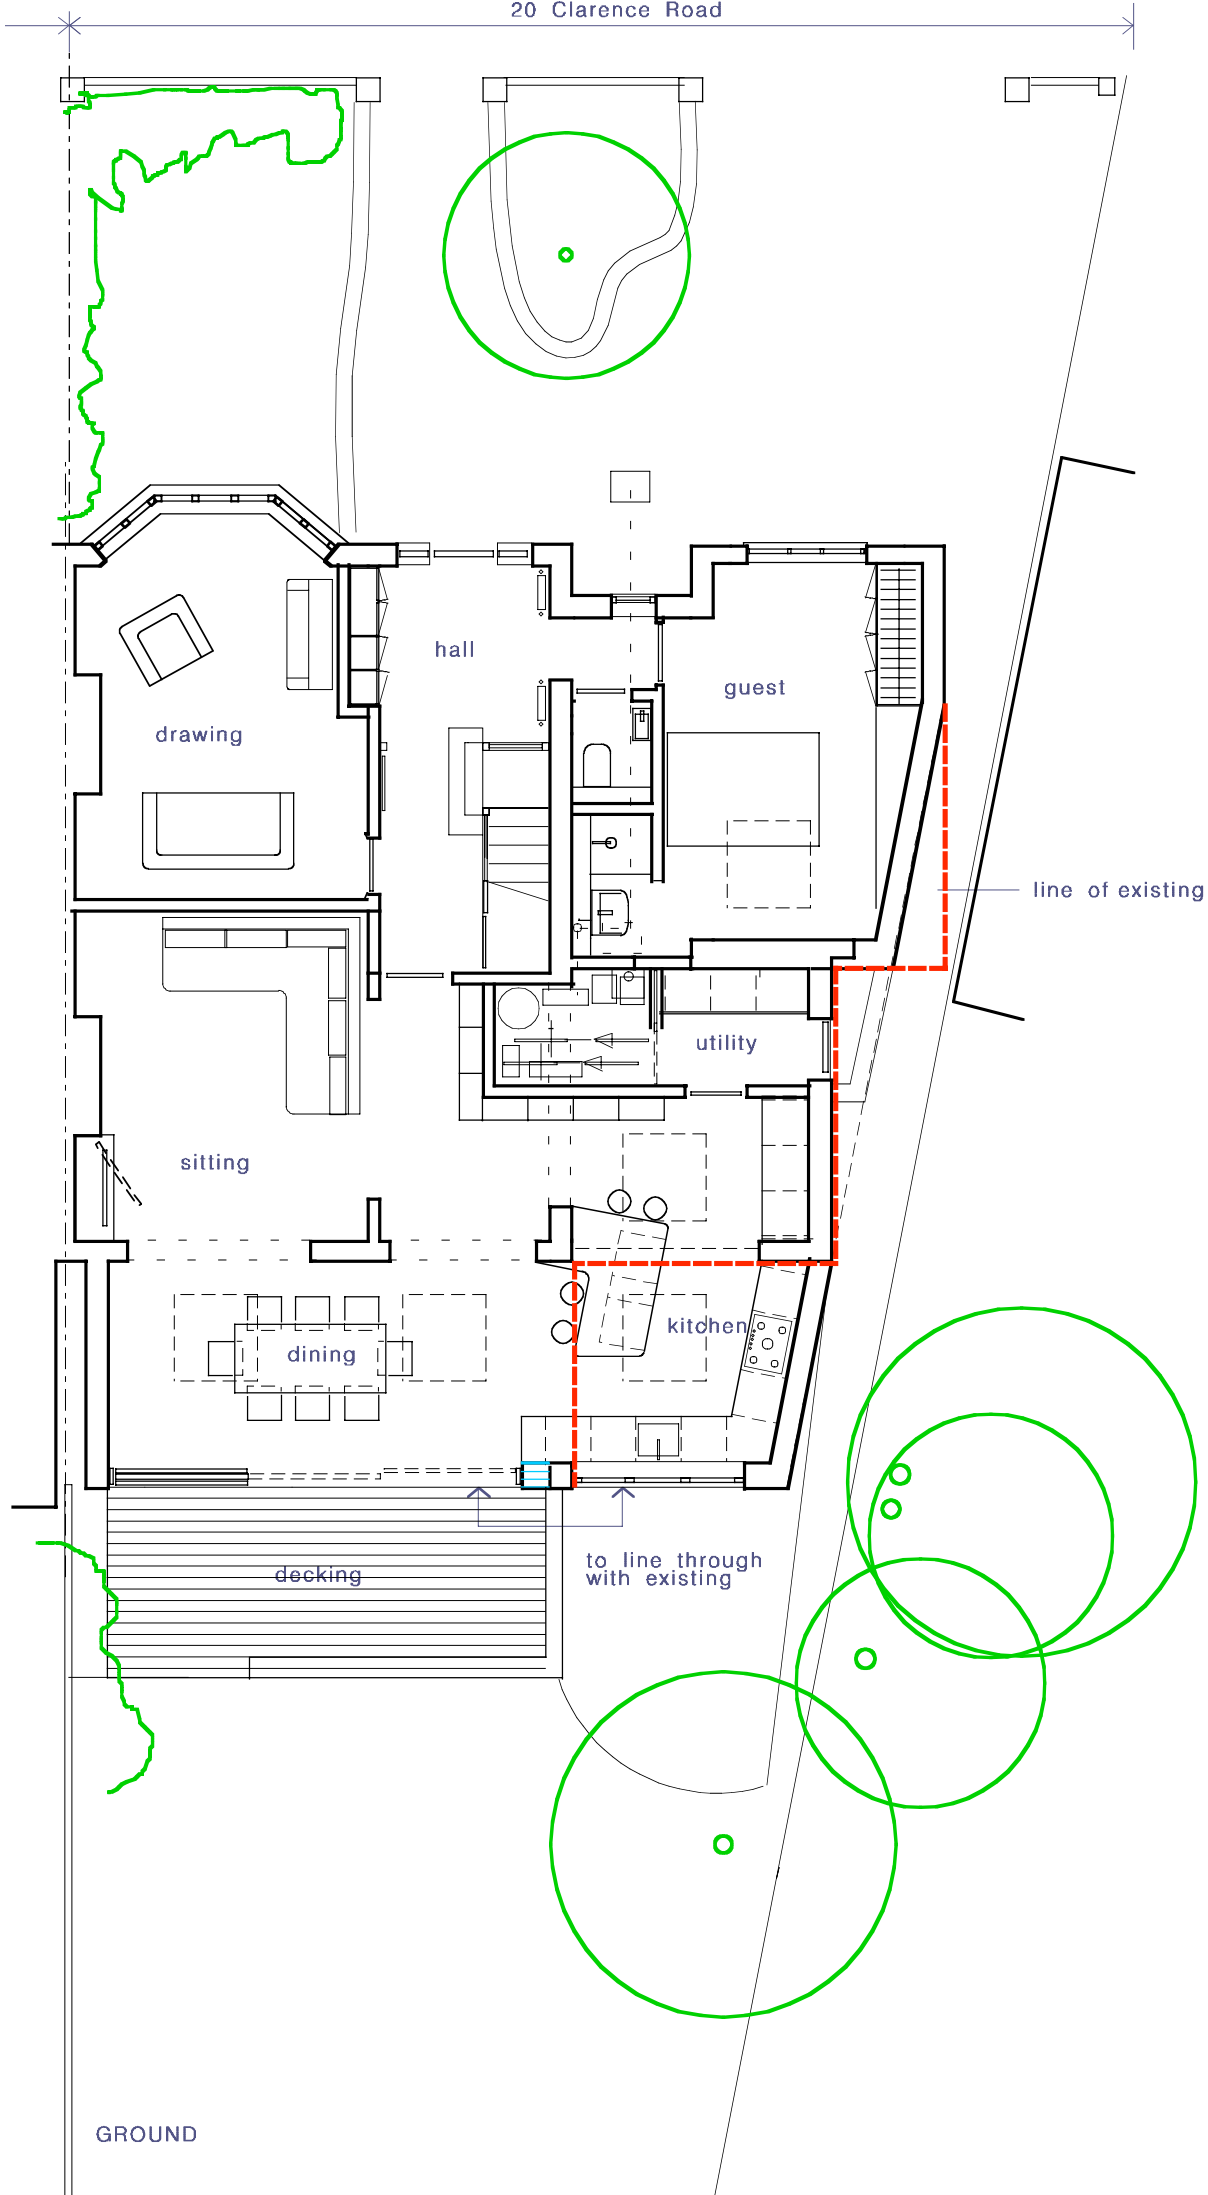 20 Clarence Road
hall
guest
drawing
line of existing
utility
sitting
kitchen
dining
to line through
with existing
decking
GROUND